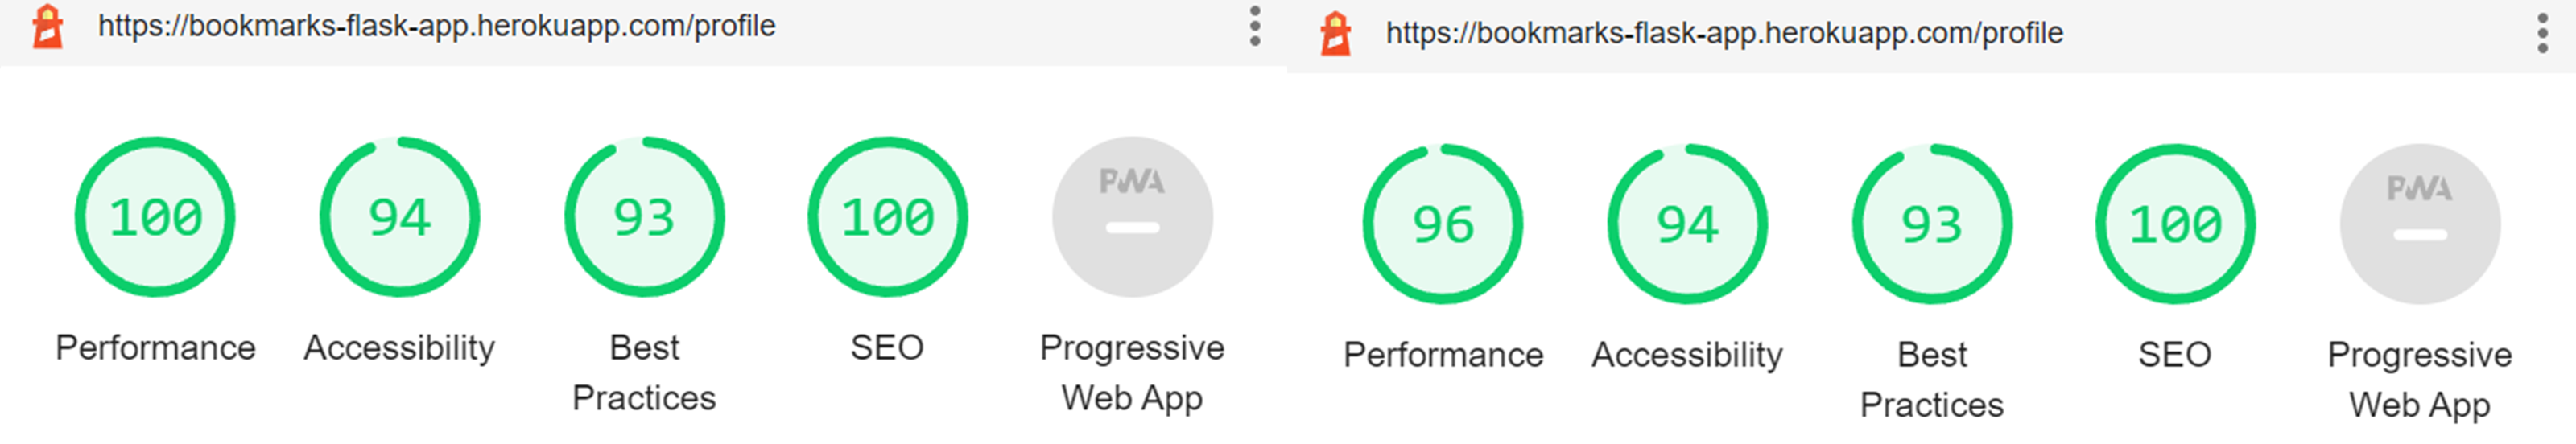 https://bookmarks-flask-app.herokuapp.com/profile
PWA
100 94 93 100
Performance Accessibility Best Practices SEO Progressive Web App
https://bookmarks-flask-app.herokuapp.com/profile
PWA
96 94 93 100
Performance Accessibility Best Practices SEO Progressive Web App